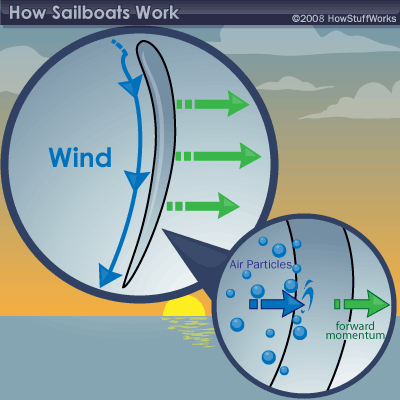 How Sailboats Work
©2008 HowStuffWorks
Wind
Air Particles
forward
momentum